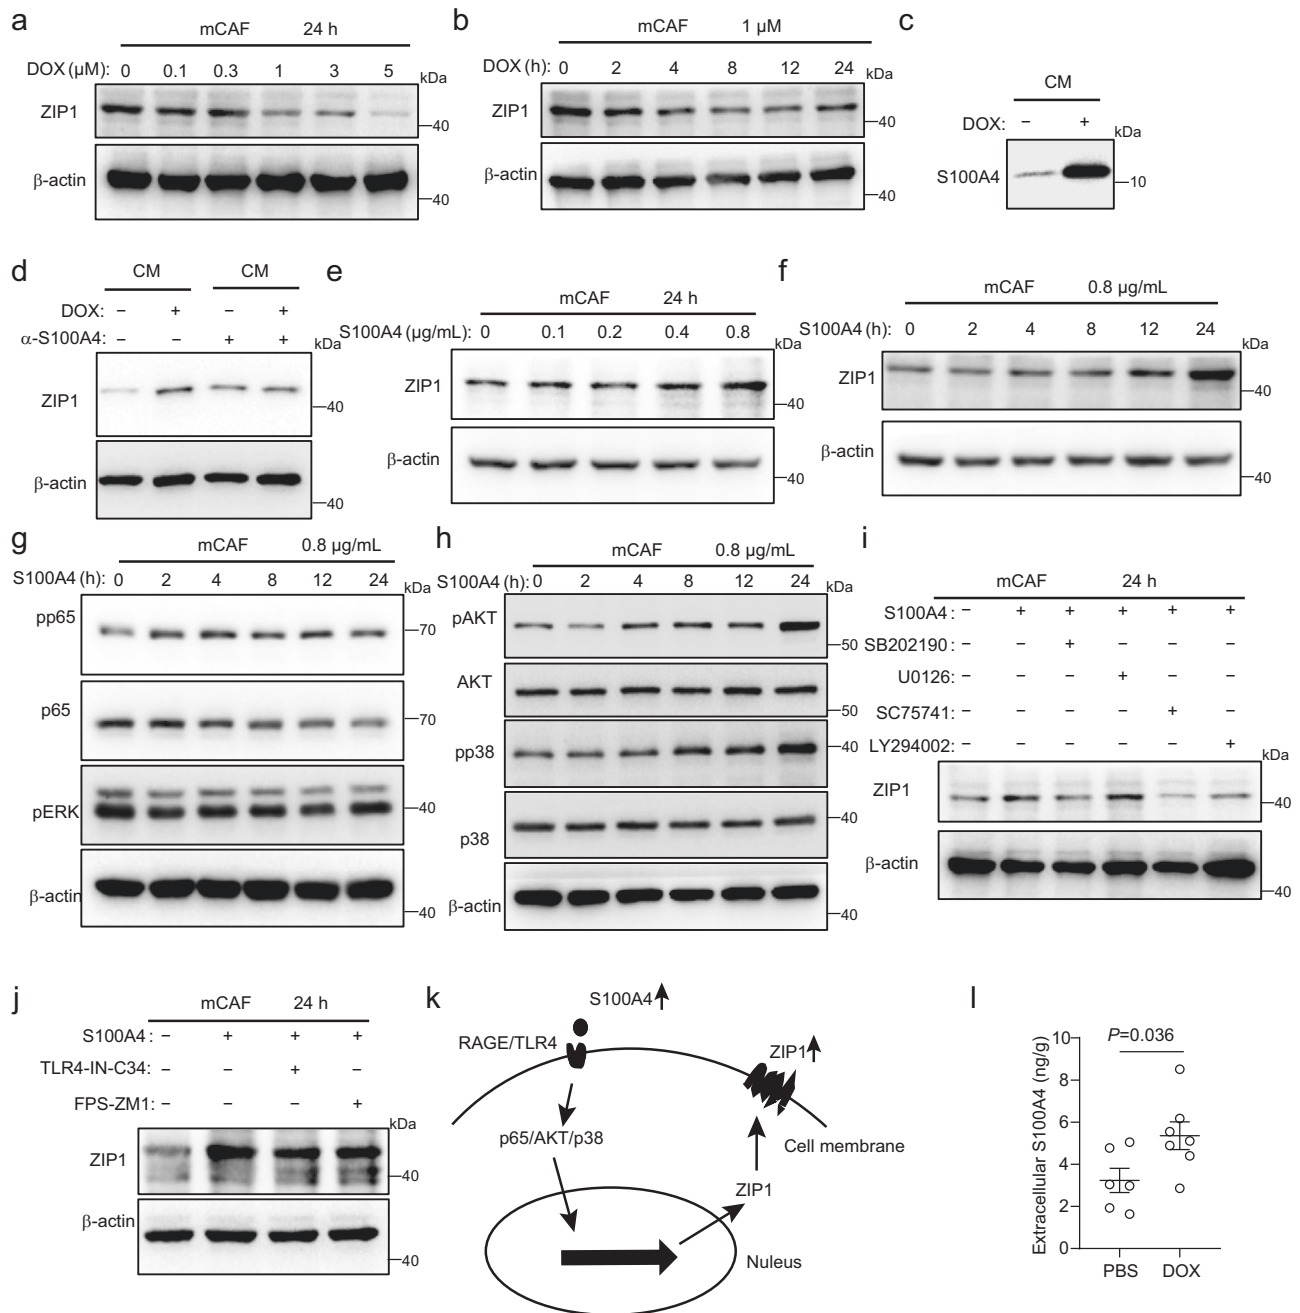 a
mCAF 24 h
DOX (μM): 0 0.1 0.3 1 3 5
kDa
ZIP1
40
β-actin
40
b
mCAF 1 μM
DOX (h): 0 2 4 8 12 24
kDa
ZIP1
40
β-actin
40
c
CM
DOX: − +
kDa
S100A4
10
d
CM CM
DOX: − + − +
α-S100A4: − − + +
kDa
ZIP1
40
β-actin
40
e
mCAF 24 h
S100A4 (μg/mL): 0 0.1 0.2 0.4 0.8
kDa
ZIP1
40
β-actin
40
f
mCAF 0.8 μg/mL
S100A4 (h): 0 2 4 8 12 24
kDa
ZIP1
40
β-actin
40
g
mCAF 0.8 μg/mL
S100A4 (h): 0 2 4 8 12 24
kDa
pp65
70
p65
70
pERK
40
β-actin
40
h
mCAF 0.8 μg/mL
S100A4 (h): 0 2 4 8 12 24
kDa
pAKT
50
AKT
50
pp38
40
p38
40
β-actin
40
i
mCAF 24 h
S100A4: − + + + + +
SB202190: − − + − − −
U0126: − − − + − −
SC75741: − − − − + −
LY294002: − − − − − +
kDa
ZIP1
40
β-actin
40
j
mCAF 24 h
S100A4: − + + +
TLR4-IN-C34: − − + −
FPS-ZM1: − − − +
kDa
ZIP1
40
β-actin
40
k
S100A4
RAGE/TLR4
ZIP1
p65/AKT/p38
Cell membrane
ZIP1
Nuleus
l
P=0.036
Extracellular S100A4 (ng/g)
10
8
6
4
2
0
PBS DOX